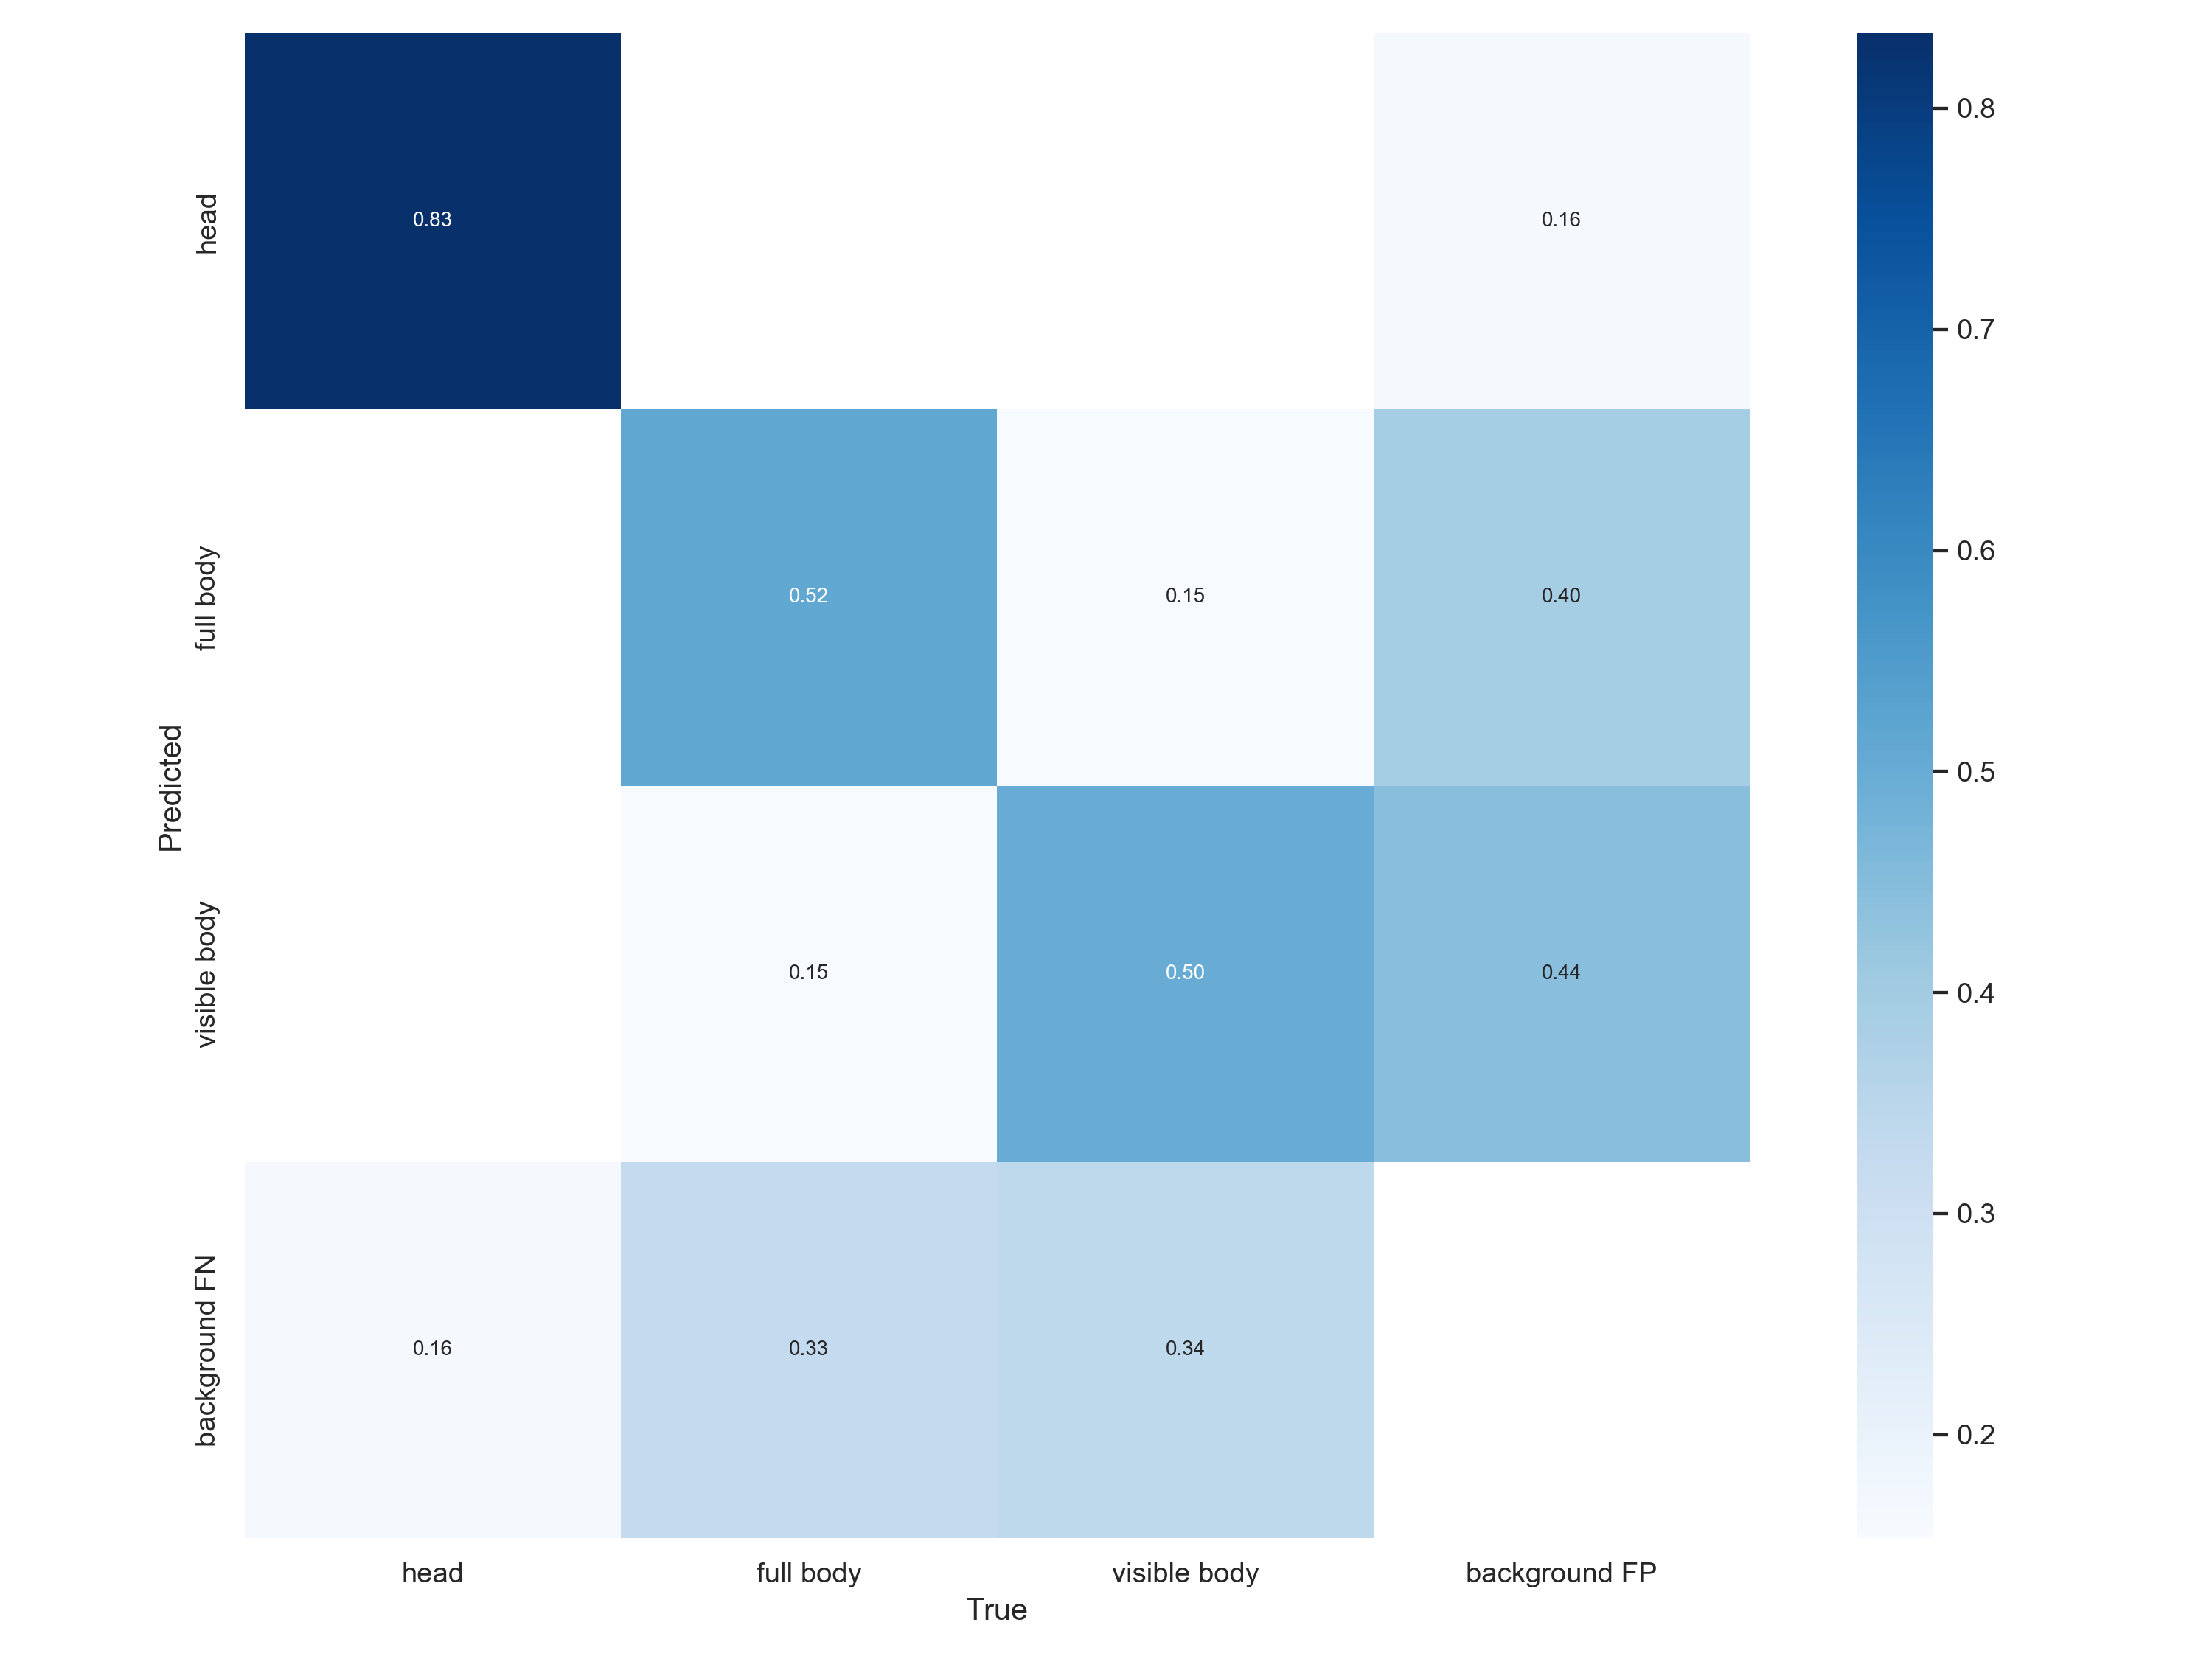 head
0.83
0.16
0.8
0.7
full body
0.52
0.15
0.40
0.6
Predicted
0.5
visible body
0.15
0.50
0.44
0.4
background FN
0.16
0.33
0.34
0.3
0.2
head
full body
visible body
background FP
True